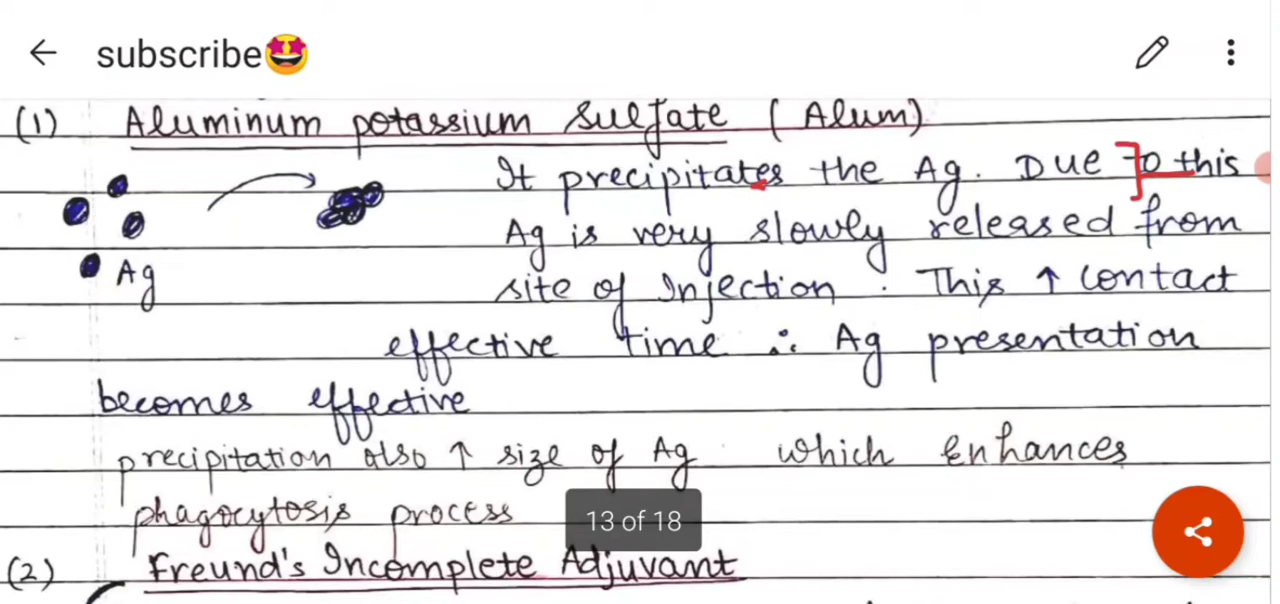 ← subscribe🤩
(1) Aluminum potassium Sulfate (Alum)
It precipitates the Ag. Due to this
Ag is very slowly released from
Ag
site of Injection. This ↑ contact
effective time ∴ Ag presentation
becomes effective
precipitation also ↑ size of Ag which enhances
phagocytosis process
13 of 18
(2) Freund's Incomplete Adjuvant